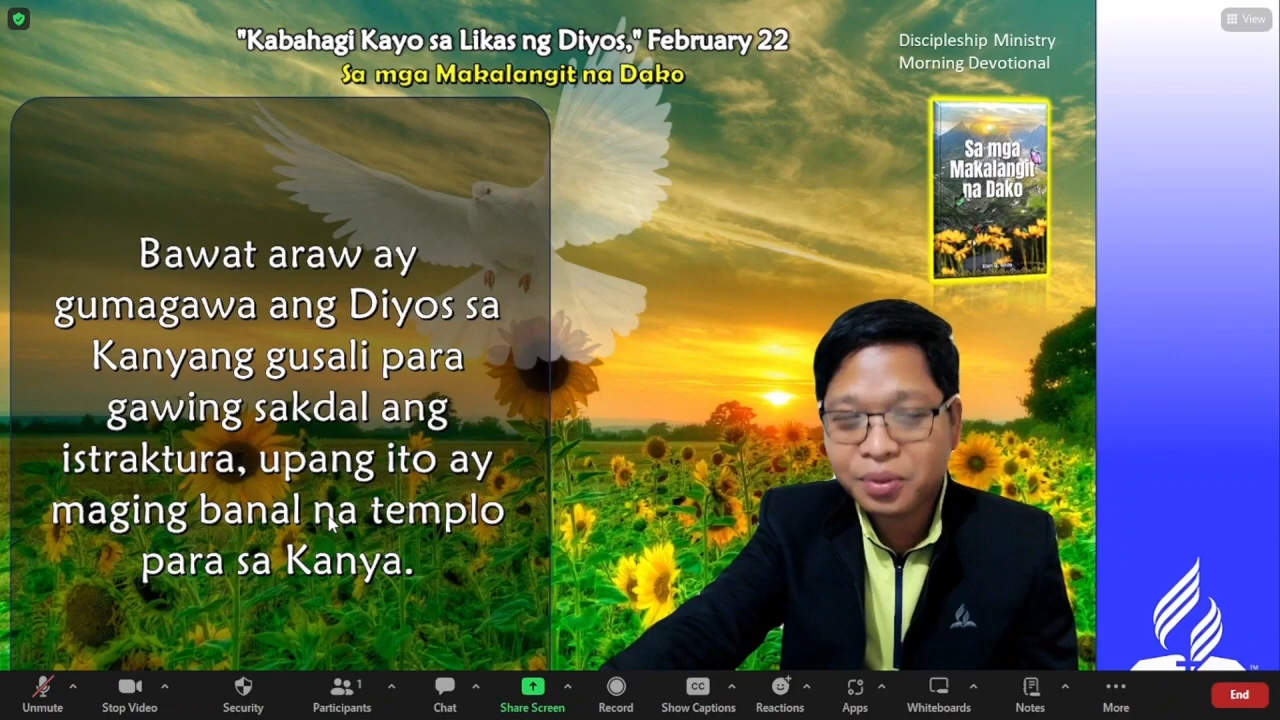 View
"Kabahagi Kayo sa Likas ng Diyos," February 22
Sa mga Makalangit na Dako
Discipleship Ministry
Morning Devotional
Sa mga
Makalangit
na Dako
Bawat araw ay
gumagawa ang Diyos sa
Kanyang gusali para
gawing sakdal ang
istraktura, upang ito ay
maging banal na templo
para sa Kanya.
TM
Unmute
Stop Video
Security
Participants
1
Chat
Share Screen
Record
CC
Show Captions
Reactions
Apps
Whiteboards
Notes
More
End